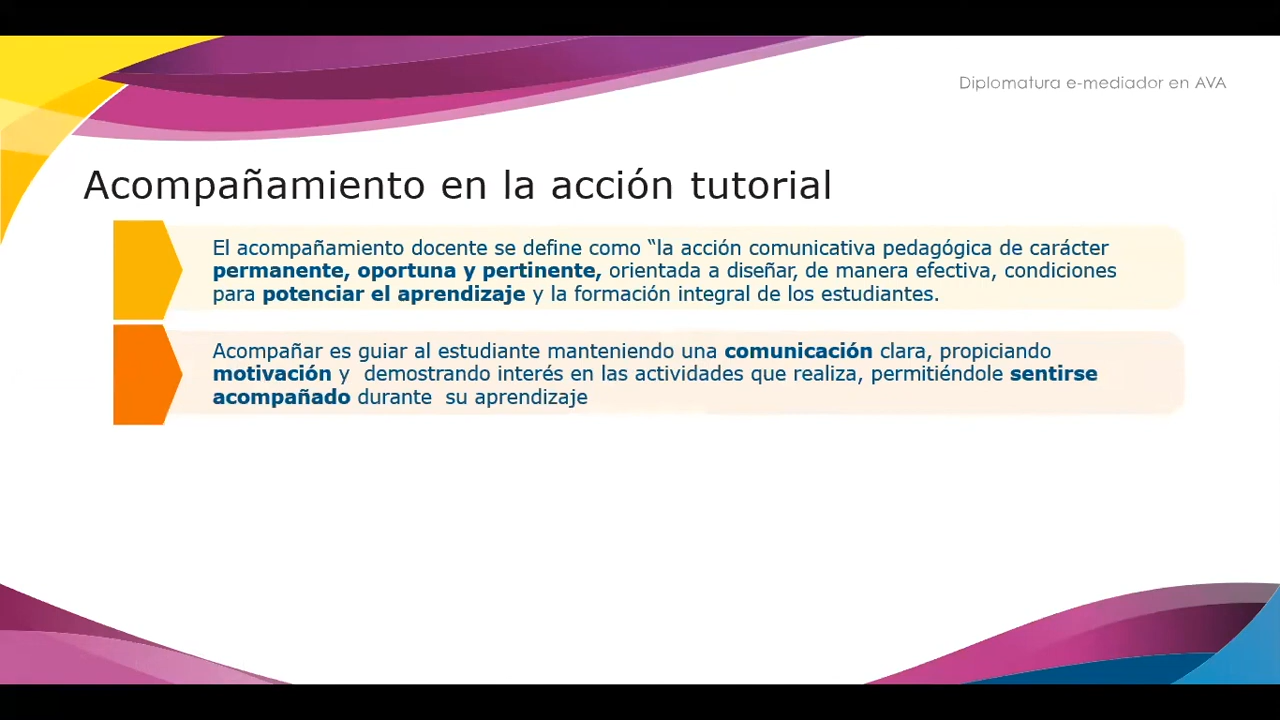 Diplomatura e-mediador en AVA
Acompañamiento en la acción tutorial
El acompañamiento docente se define como “la acción comunicativa pedagógica de carácter
permanente, oportuna y pertinente, orientada a diseñar, de manera efectiva, condiciones
para potenciar el aprendizaje y la formación integral de los estudiantes.
Acompañar es guiar al estudiante manteniendo una comunicación clara, propiciando
motivación y  demostrando interés en las actividades que realiza, permitiéndole sentirse
acompañado durante  su aprendizaje